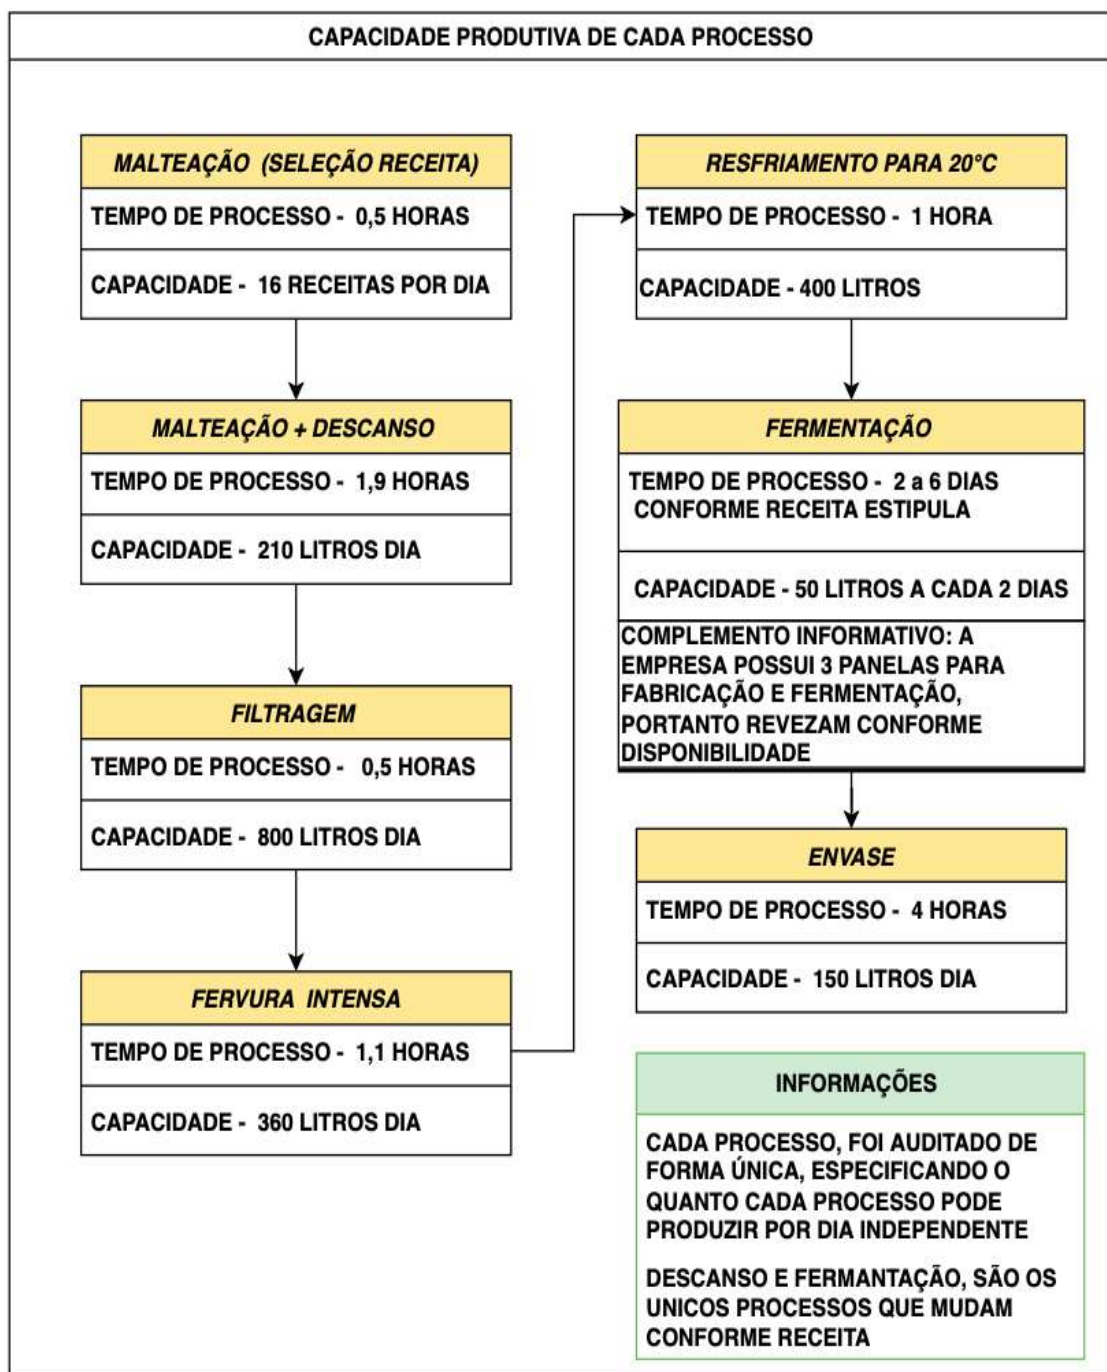 CAPACIDADE PRODUTIVA DE CADA PROCESSO
MALTEAÇÃO (SELEÇÃO RECEITA)
TEMPO DE PROCESSO - 0,5 HORAS
CAPACIDADE - 16 RECEITAS POR DIA
MALTEAÇÃO + DESCANSO
TEMPO DE PROCESSO - 1,9 HORAS
CAPACIDADE - 210 LITROS DIA
FILTRAGEM
TEMPO DE PROCESSO - 0,5 HORAS
CAPACIDADE - 800 LITROS DIA
FERVURA INTENSA
TEMPO DE PROCESSO - 1,1 HORAS
CAPACIDADE - 360 LITROS DIA
RESFRIAMENTO PARA 20°C
TEMPO DE PROCESSO - 1 HORA
CAPACIDADE - 400 LITROS
FERMENTAÇÃO
TEMPO DE PROCESSO - 2 a 6 DIAS
CONFORME RECEITA ESTIPULA
CAPACIDADE - 50 LITROS A CADA 2 DIAS
COMPLEMENTO INFORMATIVO: A
EMPRESA POSSUI 3 PANELAS PARA
FABRICAÇÃO E FERMENTAÇÃO,
PORTANTO REVEZAM CONFORME
DISPONIBILIDADE
ENVASE
TEMPO DE PROCESSO - 4 HORAS
CAPACIDADE - 150 LITROS DIA
INFORMAÇÕES
CADA PROCESSO, FOI AUDITADO DE
FORMA ÚNICA, ESPECIFICANDO O
QUANTO CADA PROCESSO PODE
PRODUZIR POR DIA INDEPENDENTE
DESCANSO E FERMANTAÇÃO, SÃO OS
UNICOS PROCESSOS QUE MUDAM
CONFORME RECEITA